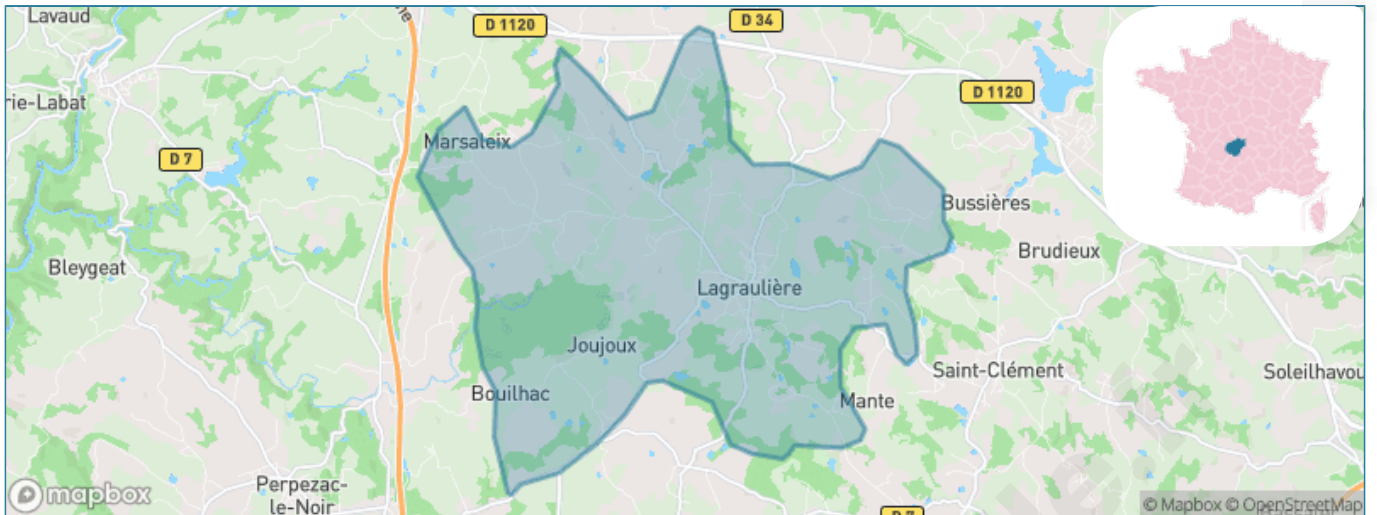 Lavaud
D 1120
D 34
D 1120
rie-Labat
Marsaleix
D 7
Bussières
Brudieux
Bleygeat
Lagraulière
Joujoux
Saint-Clément
Soleilhavou
Bouilhac
Mante
Perpezac-
le-Noir
mapbox
D 7
© Mapbox © OpenStreetMap